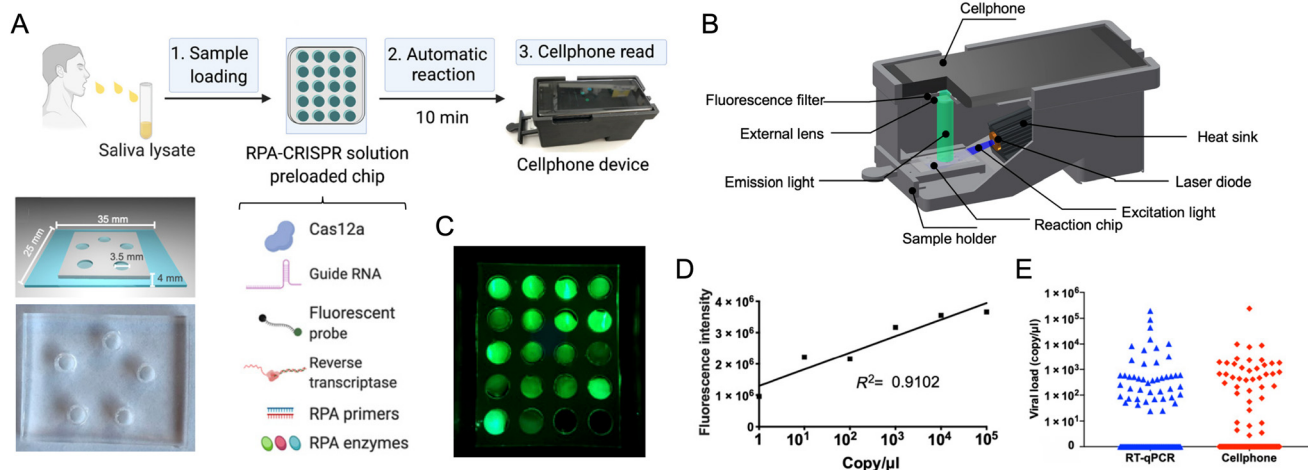 A
1. Sample
loading
2. Automatic
reaction
10 min
3. Cellphone read
Saliva lysate
RPA-CRISPR solution
preloaded chip
Cellphone device
35 mm
25 mm
3.5 mm
4 mm
Cas12a
Guide RNA
Fluorescent
probe
Reverse
transcriptase
RPA primers
RPA enzymes
B
Cellphone
Fluorescence filter
External lens
Emission light
Sample holder
Heat sink
Laser diode
Excitation light
Reaction chip
C
D
Fluorescence intensity
5 × 10⁶
4 × 10⁶
3 × 10⁶
2 × 10⁶
1 × 10⁶
0
R²= 0.9102
1 10¹ 10² 10³ 10⁴ 10⁵
Copy/µl
E
Viral load (copy/µl)
1 × 10⁶
1 × 10⁵
1 × 10⁴
1 × 10³
1 × 10²
1 × 10¹
0
RT-qPCR Cellphone